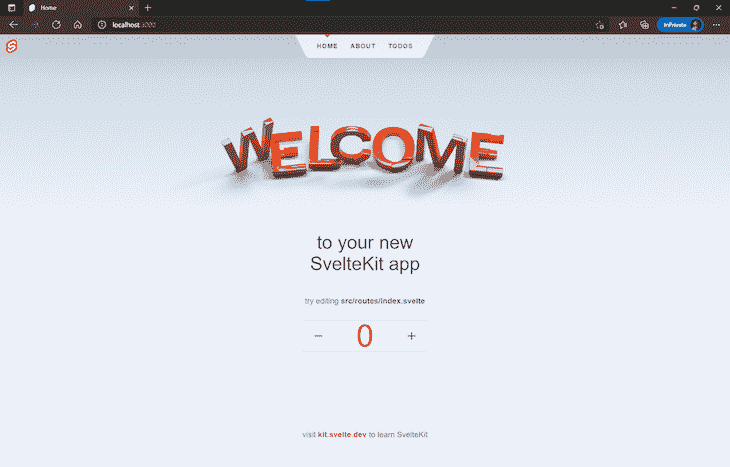 Home
localhost:3000
InPrivate
HOME ABOUT TODOS
WELCOME
to your new
SvelteKit app
try editing src/routes/index.svelte
− 0 +
visit kit.svelte.dev to learn SvelteKit